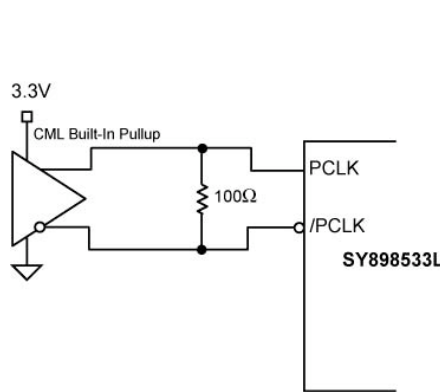 3.3V
CML Built-In Pullup
PCLK
100Ω
/PCLK
SY898533L